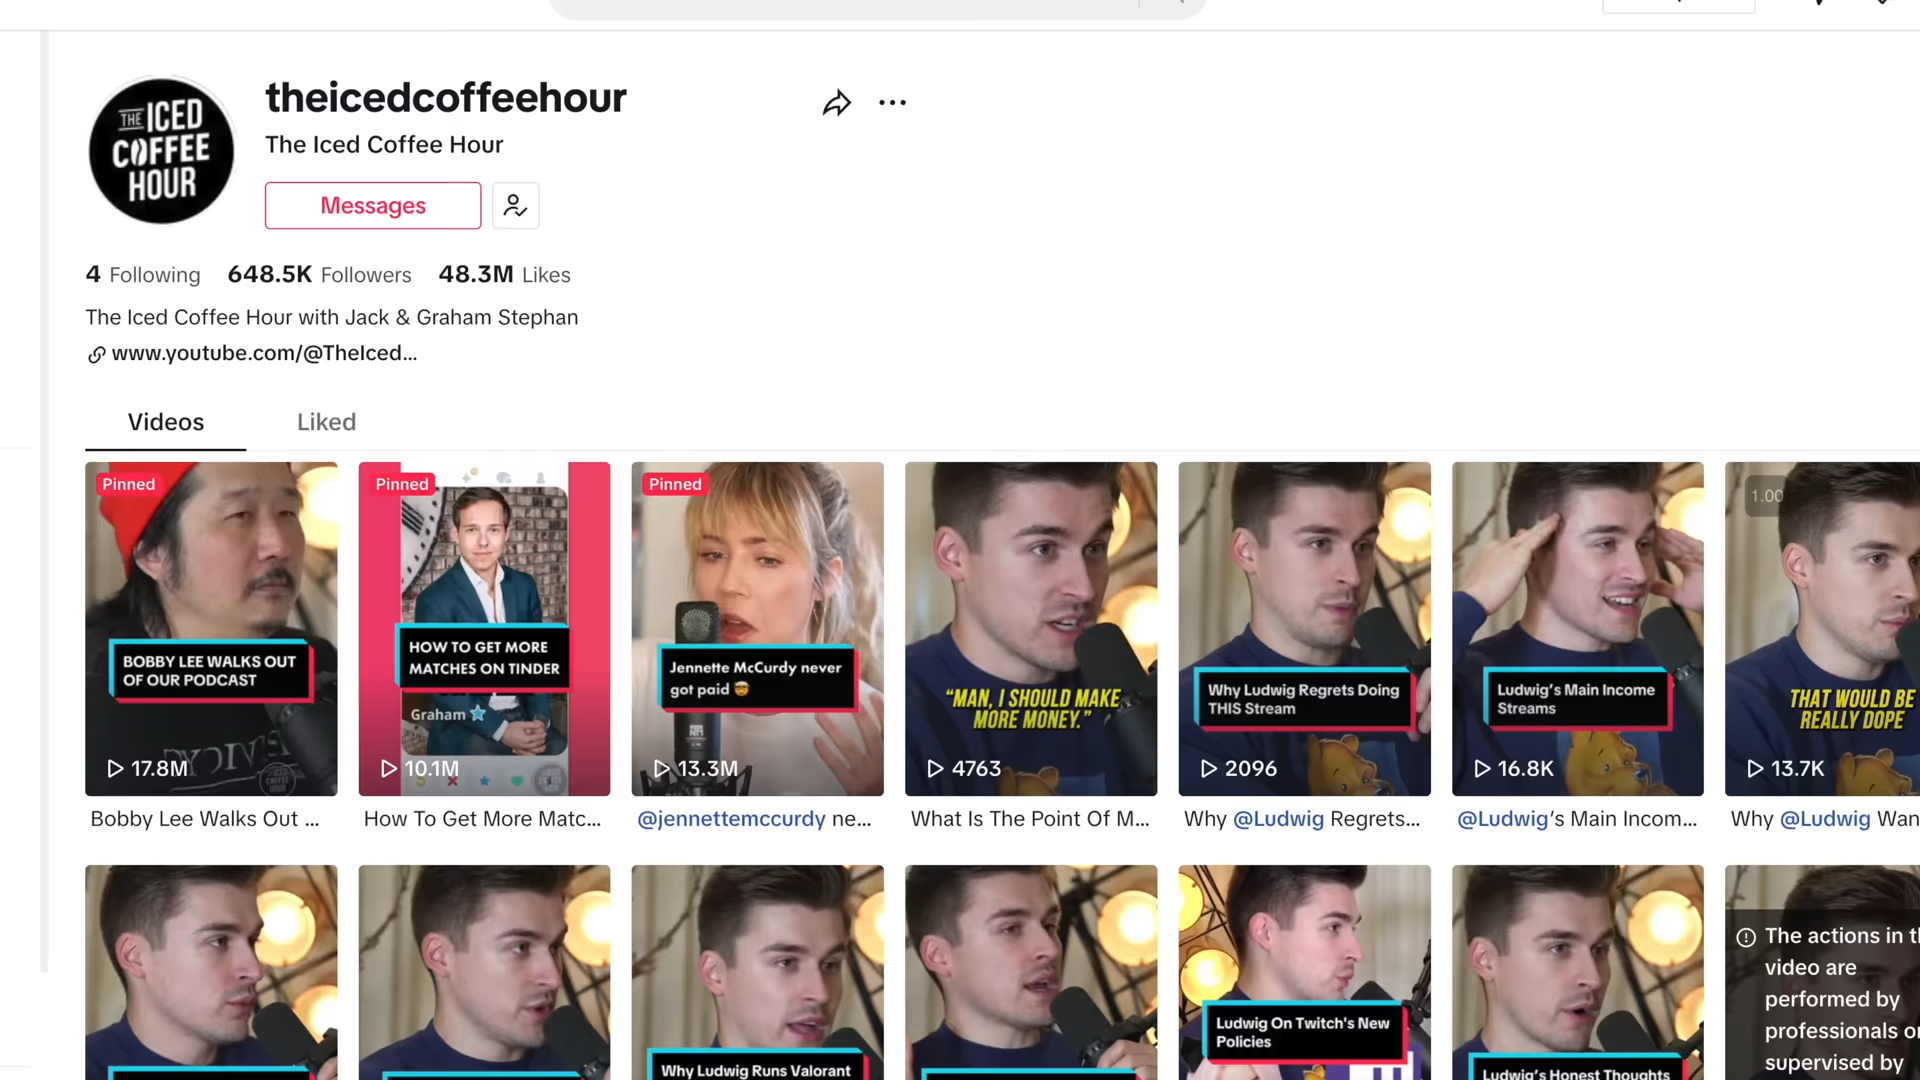 THE ICED
COFFEE
HOUR
theicedcoffeehour
The Iced Coffee Hour
Messages
4 Following 648.5K Followers 48.3M Likes
The Iced Coffee Hour with Jack & Graham Stephan
www.youtube.com/@TheIced...
Videos Liked
Pinned
BOBBY LEE WALKS OUT
OF OUR PODCAST
17.8M
Bobby Lee Walks Out ...
Pinned
HOW TO GET MORE
MATCHES ON TINDER
Graham
10.1M
How To Get More Matc...
Pinned
Jennette McCurdy never
got paid 🤯
13.3M
@jennettemccurdy ne...
"MAN, I SHOULD MAKE
MORE MONEY."
4763
What Is The Point Of M...
Why Ludwig Regrets Doing
THIS Stream
2096
Why @Ludwig Regrets...
Ludwig's Main Income
Streams
16.8K
@Ludwig's Main Incom...
1.00
THAT WOULD BE
REALLY DOPE
13.7K
Why @Ludwig Wan
Why Ludwig Runs Valorant
Ludwig On Twitch's New
Policies
Ludwig's Honest Thoughts
The actions in th
video are
performed by
professionals o
supervised by